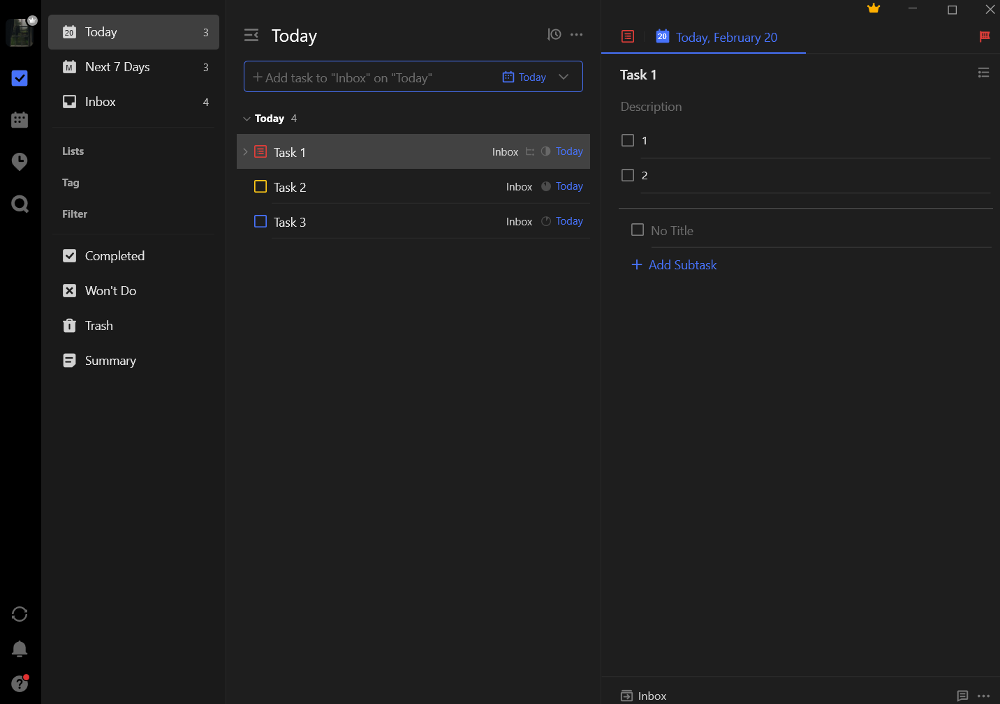 20 Today 3
M Next 7 Days 3
Inbox 4
Lists
Tag
Filter
Completed
Won't Do
Trash
Summary
?
Today
+ Add task to "Inbox" on "Today" Today
Today 4
Task 1 Inbox Today
Task 2 Inbox Today
Task 3 Inbox Today
20 Today, February 20
Task 1
Description
1
2
No Title
+ Add Subtask
Inbox